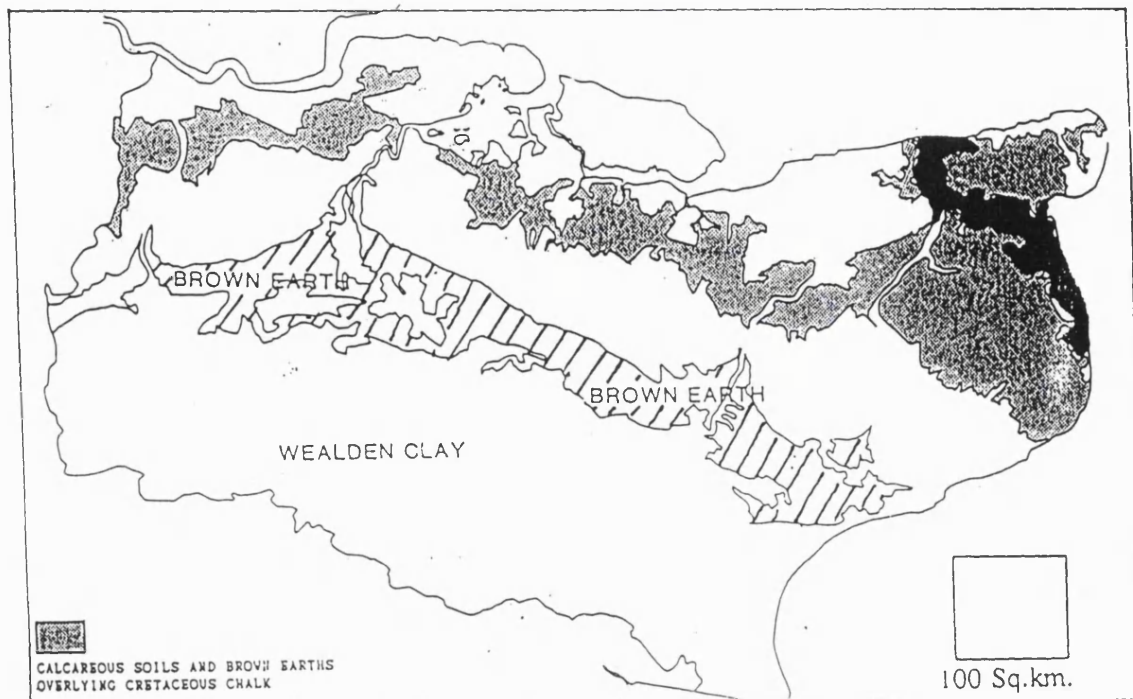 BROWN EARTH
BROWN EARTH
WEALDEN CLAY
CALCAREOUS SOILS AND BROWN EARTHS
OVERLYING CRETACEOUS CHALK
100 Sq.km.